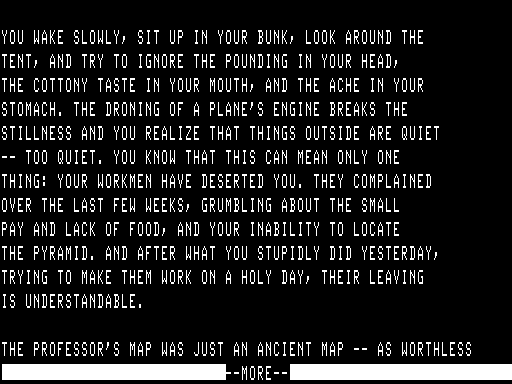 YOU WAKE SLOWLY, SIT UP IN YOUR BUNK, LOOK AROUND THE
TENT, AND TRY TO IGNORE THE POUNDING IN YOUR HEAD,
THE COTTONY TASTE IN YOUR MOUTH, AND THE ACHE IN YOUR
STOMACH. THE DRONING OF A PLANE'S ENGINE BREAKS THE
STILLNESS AND YOU REALIZE THAT THINGS OUTSIDE ARE QUIET
-- TOO QUIET. YOU KNOW THAT THIS CAN MEAN ONLY ONE
THING: YOUR WORKMEN HAVE DESERTED YOU. THEY COMPLAINED
OVER THE LAST FEW WEEKS, GRUMBLING ABOUT THE SMALL
PAY AND LACK OF FOOD, AND YOUR INABILITY TO LOCATE
THE PYRAMID. AND AFTER WHAT YOU STUPIDLY DID YESTERDAY,
TRYING TO MAKE THEM WORK ON A HOLY DAY, THEIR LEAVING
IS UNDERSTANDABLE.
THE PROFESSOR'S MAP WAS JUST AN ANCIENT MAP -- AS WORTHLESS
--MORE--